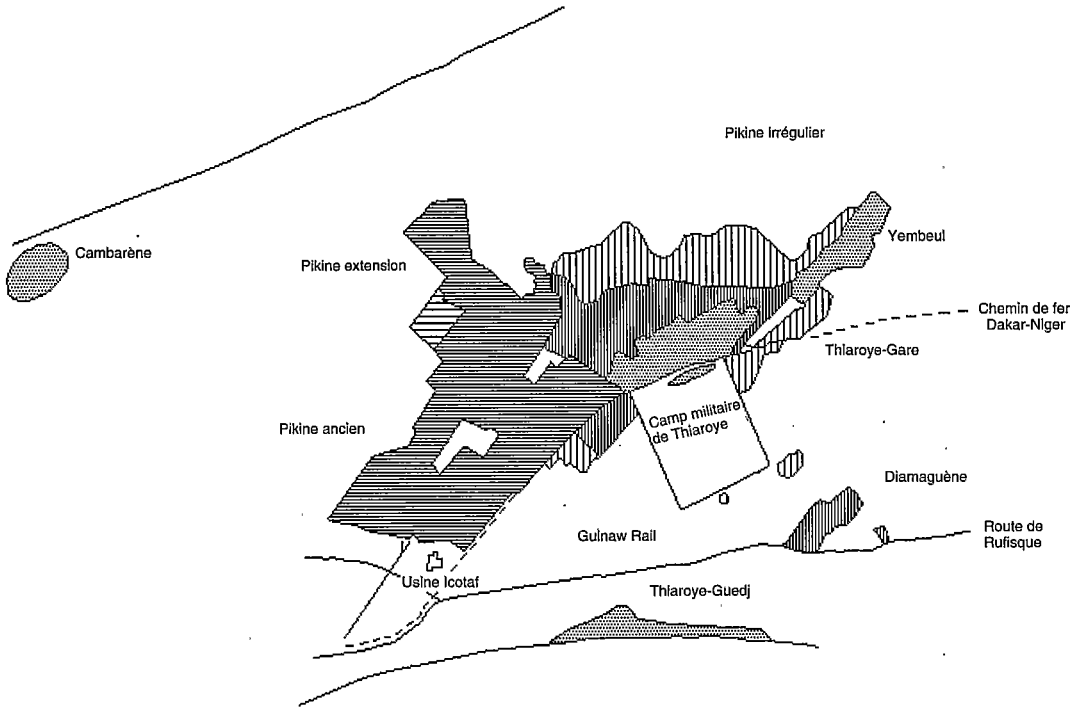 Pikine Irrégulier
Cambarène
Yembeul
Pikine extension
Chemin de fer
Dakar-Niger
Thiaroye-Gare
Camp militaire
de Thiaroye
Pikine ancien
Diamaguène
Guinaw Rail
Route de
Rufisque
Usine Icotaf
Thiaroye-Guedj